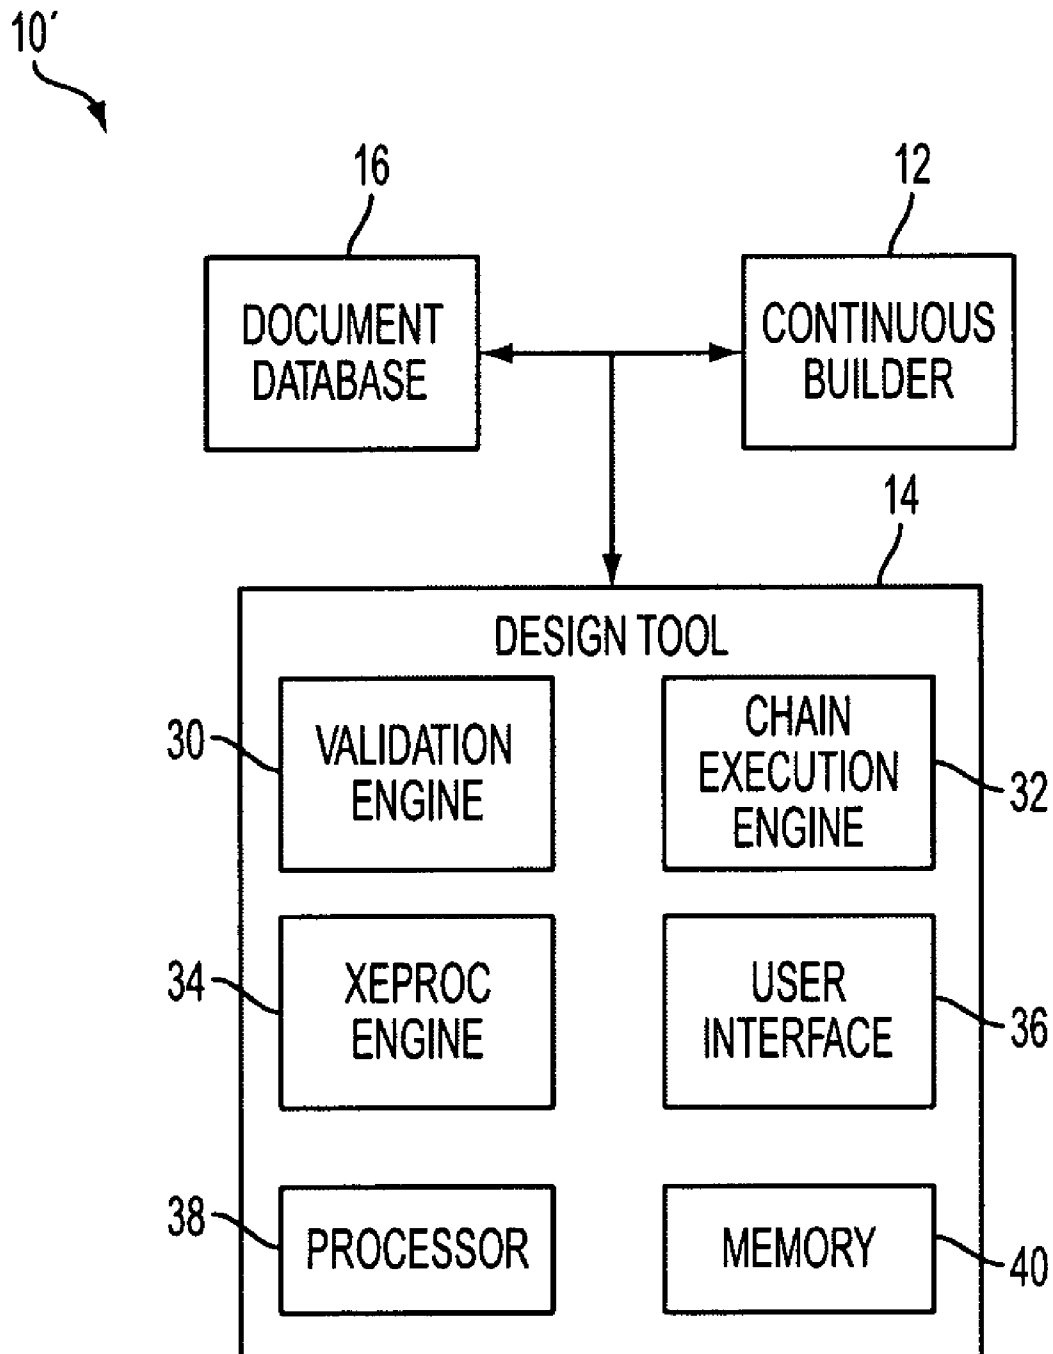 10′
16
12
DOCUMENT
DATABASE
CONTINUOUS
BUILDER
14
DESIGN TOOL
30
VALIDATION
ENGINE
CHAIN
EXECUTION
ENGINE
32
34
XEPROC
ENGINE
USER
INTERFACE
36
38
PROCESSOR
MEMORY
40